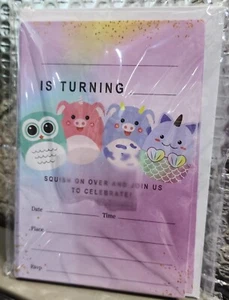 IS TURNING
SQUISH ON OVER AND JOIN US
TO CELEBRATE!
Date Time
Place
Rsvp